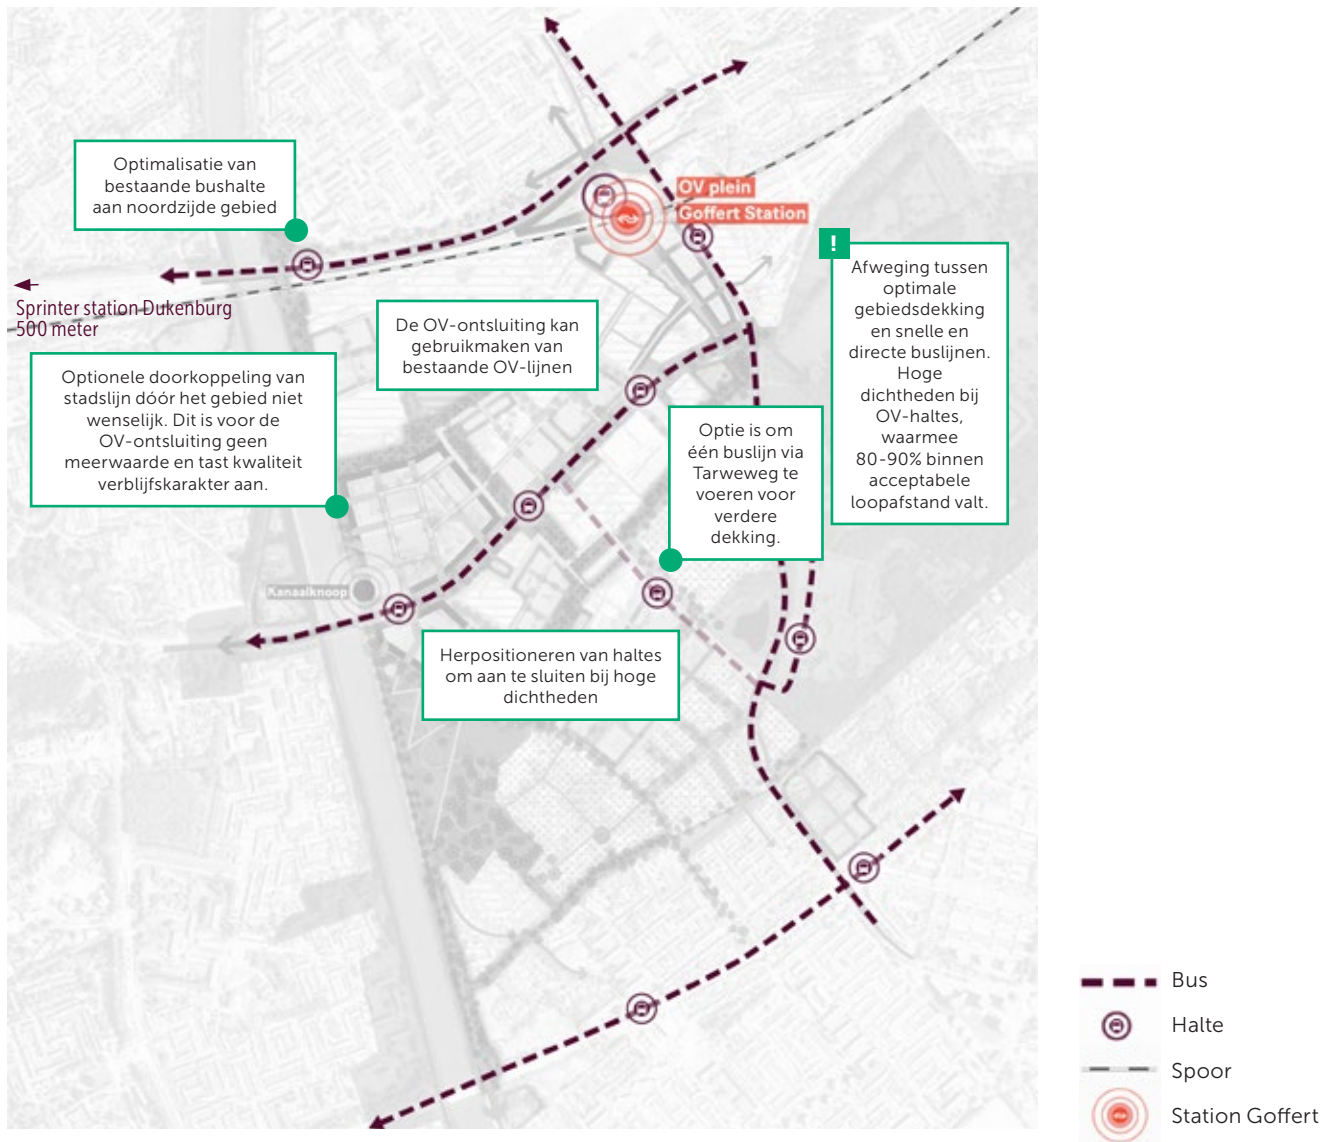 OV plein
Goffert Station
Optimalisatie van
bestaande bushalte
aan noordzijde gebied
!
Afweging tussen
optimale
gebiedsdekking
en snelle en
directe buslijnen.
Hoge
dichtheden bij
OV-haltes,
waarmee
80-90% binnen
acceptabele
loopafstand valt.
Sprinter station Dukenburg
500 meter
De OV-ontsluiting kan
gebruikmaken van
bestaande OV-lijnen
Optionele doorkoppeling van
stadslijn dóór het gebied niet
wenselijk. Dit is voor de
OV-ontsluiting geen
meerwaarde en tast kwaliteit
verblijfskarakter aan.
Optie is om
één buslijn via
Tarweweg te
voeren voor
verdere
dekking.
Kanaalknoop
Herpositioneren van haltes
om aan te sluiten bij hoge
dichtheden
Bus
Halte
Spoor
Station Goffert